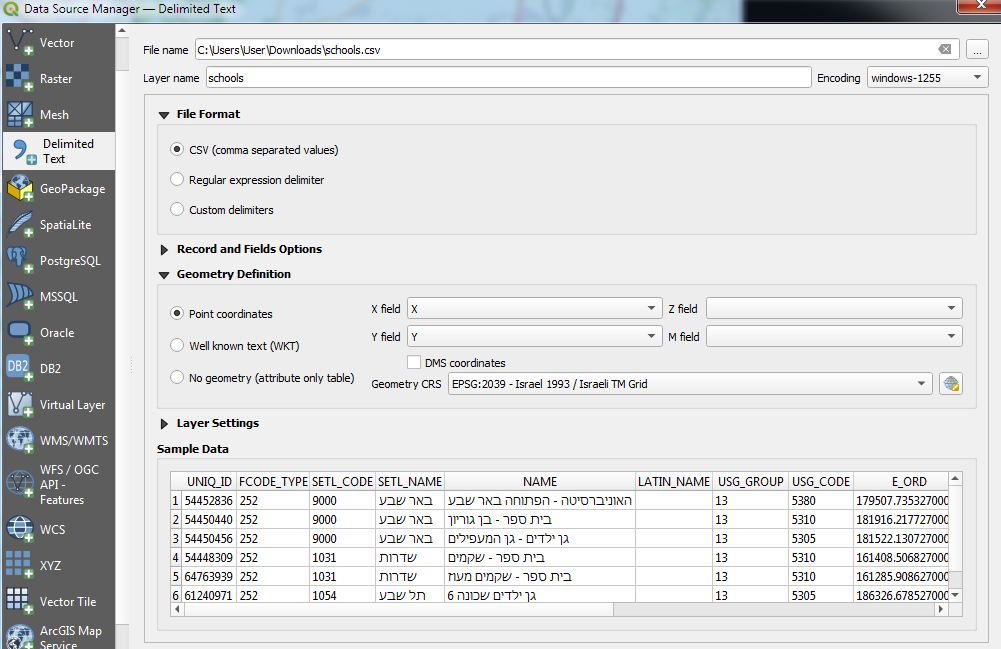 Data Source Manager — Delimited Text
Vector
Raster
Mesh
Delimited
Text
GeoPackage
SpatiaLite
PostgreSQL
MSSQL
Oracle
DB2
DB2
Virtual Layer
WMS/WMTS
WFS / OGC
API -
Features
WCS
XYZ
Vector Tile
ArcGIS Map
Service
File name C:\Users\User\Downloads\schools.csv ...
Layer name schools Encoding windows-1255
File Format
CSV (comma separated values)
Regular expression delimiter
Custom delimiters
Record and Fields Options
Geometry Definition
Point coordinates X field X Z field
Y field Y M field
Well known text (WKT)
DMS coordinates
No geometry (attribute only table) Geometry CRS EPSG:2039 - Israel 1993 / Israeli TM Grid
Layer Settings
Sample Data
UNIQ_ID FCODE_TYPE SETL_CODE SETL_NAME NAME LATIN_NAME USG_GROUP USG_CODE E_ORD
1 54452836 252 9000 באר שבע האוניברסיטה - הפתוחה באר שבע 13 5380 179507.735327000
2 54450440 252 9000 באר שבע בית ספר - בן גוריון 13 5310 181916.217727000
3 54450456 252 9000 באר שבע גן ילדים - גן המעפילים 13 5305 181522.130727000
4 54448309 252 1031 שדרות בית ספר - שקמים 13 5310 161408.506827000
5 64763939 252 1031 שדרות בית ספר - שקמים מעוז 13 5310 161285.908627000
6 61240971 252 1054 תל שבע גן ילדים שכונה 6 13 5305 186326.678527000